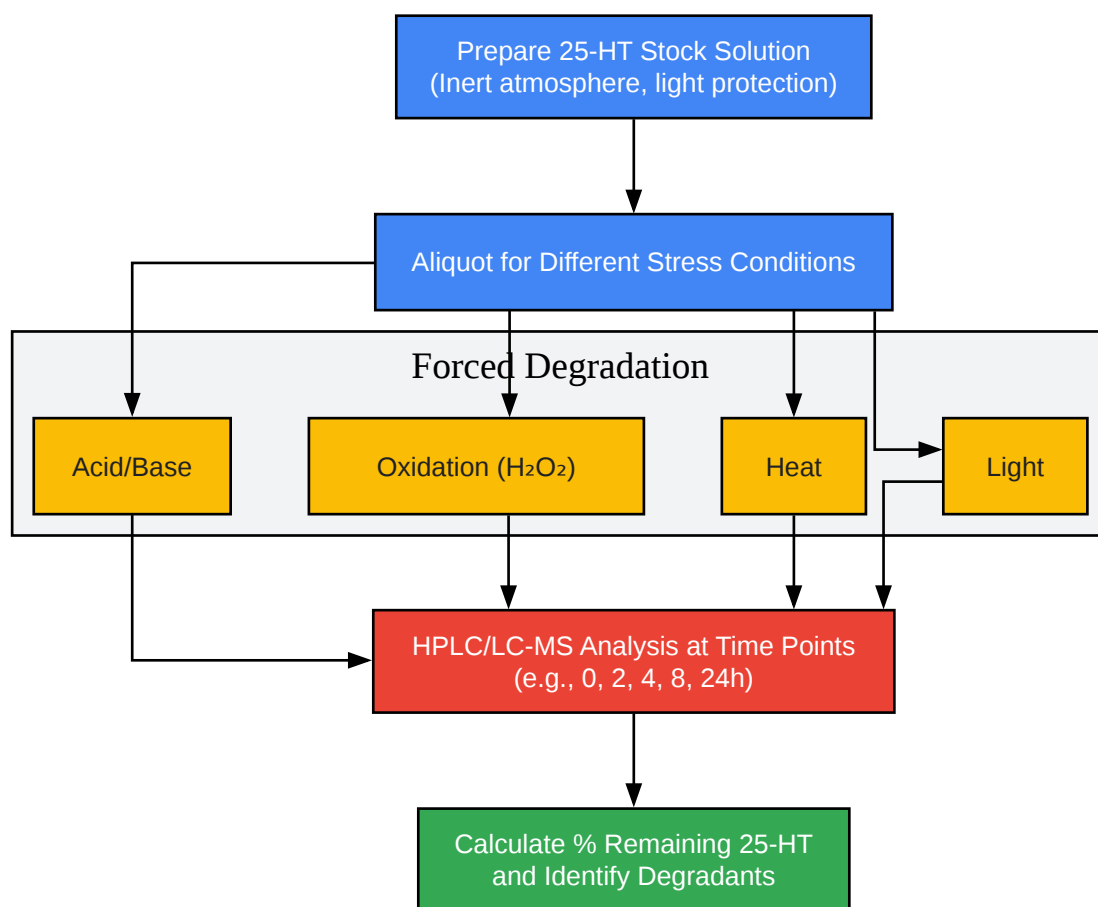 Prepare 25-HT Stock Solution
(Inert atmosphere, light protection)
Aliquot for Different Stress Conditions
Forced Degradation
Acid/Base
Oxidation (H₂O₂)
Heat
Light
HPLC/LC-MS Analysis at Time Points
(e.g., 0, 2, 4, 8, 24h)
Calculate % Remaining 25-HT
and Identify Degradants